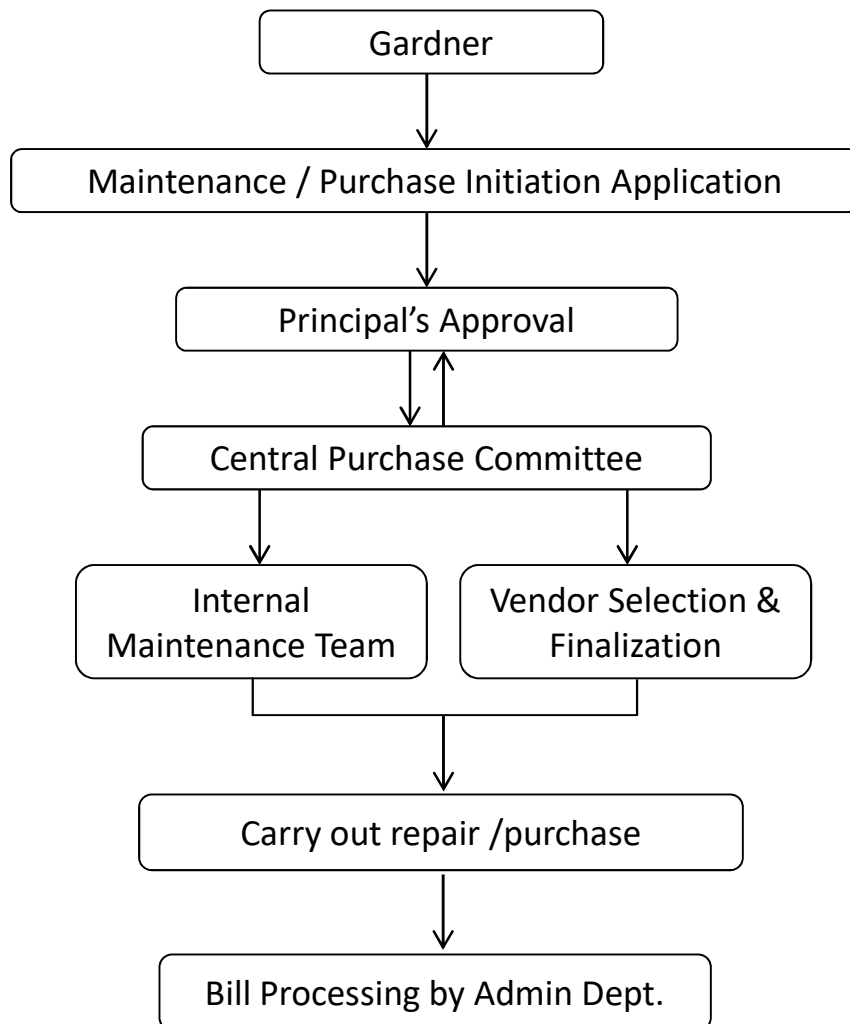 Gardner
Maintenance / Purchase Initiation Application
Principal’s Approval
Central Purchase Committee
Internal
Maintenance Team
Vendor Selection &
Finalization
Carry out repair /purchase
Bill Processing by Admin Dept.